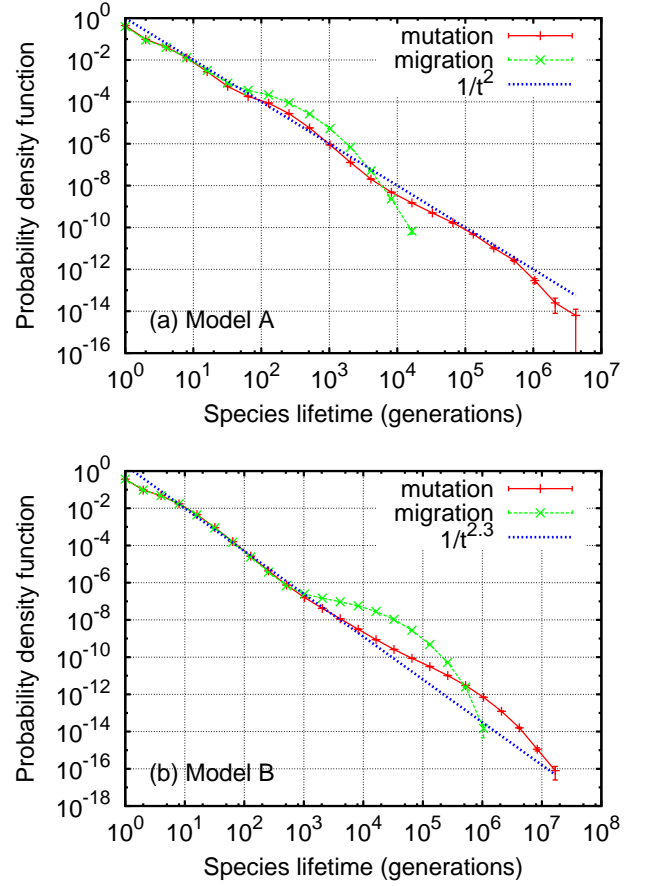 10^0
10^-2
10^-4
10^-6
10^-8
10^-10
10^-12
10^-14
10^-16
Probability density function
mutation
migration
1/t^2
(a) Model A
10^0 10^1 10^2 10^3 10^4 10^5 10^6 10^7
Species lifetime (generations)
10^0
10^-2
10^-4
10^-6
10^-8
10^-10
10^-12
10^-14
10^-16
10^-18
Probability density function
mutation
migration
1/t^2.3
(b) Model B
10^0 10^1 10^2 10^3 10^4 10^5 10^6 10^7 10^8
Species lifetime (generations)